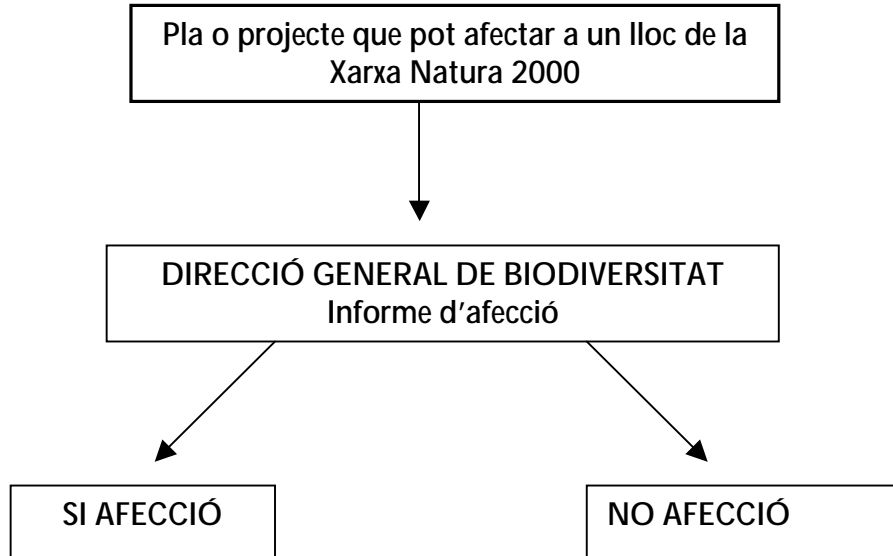 Pla o projecte que pot afectar a un lloc de la
Xarxa Natura 2000
DIRECCIÓ GENERAL DE BIODIVERSITAT
Informe d'afecció
SI AFECCIÓ
NO AFECCIÓ